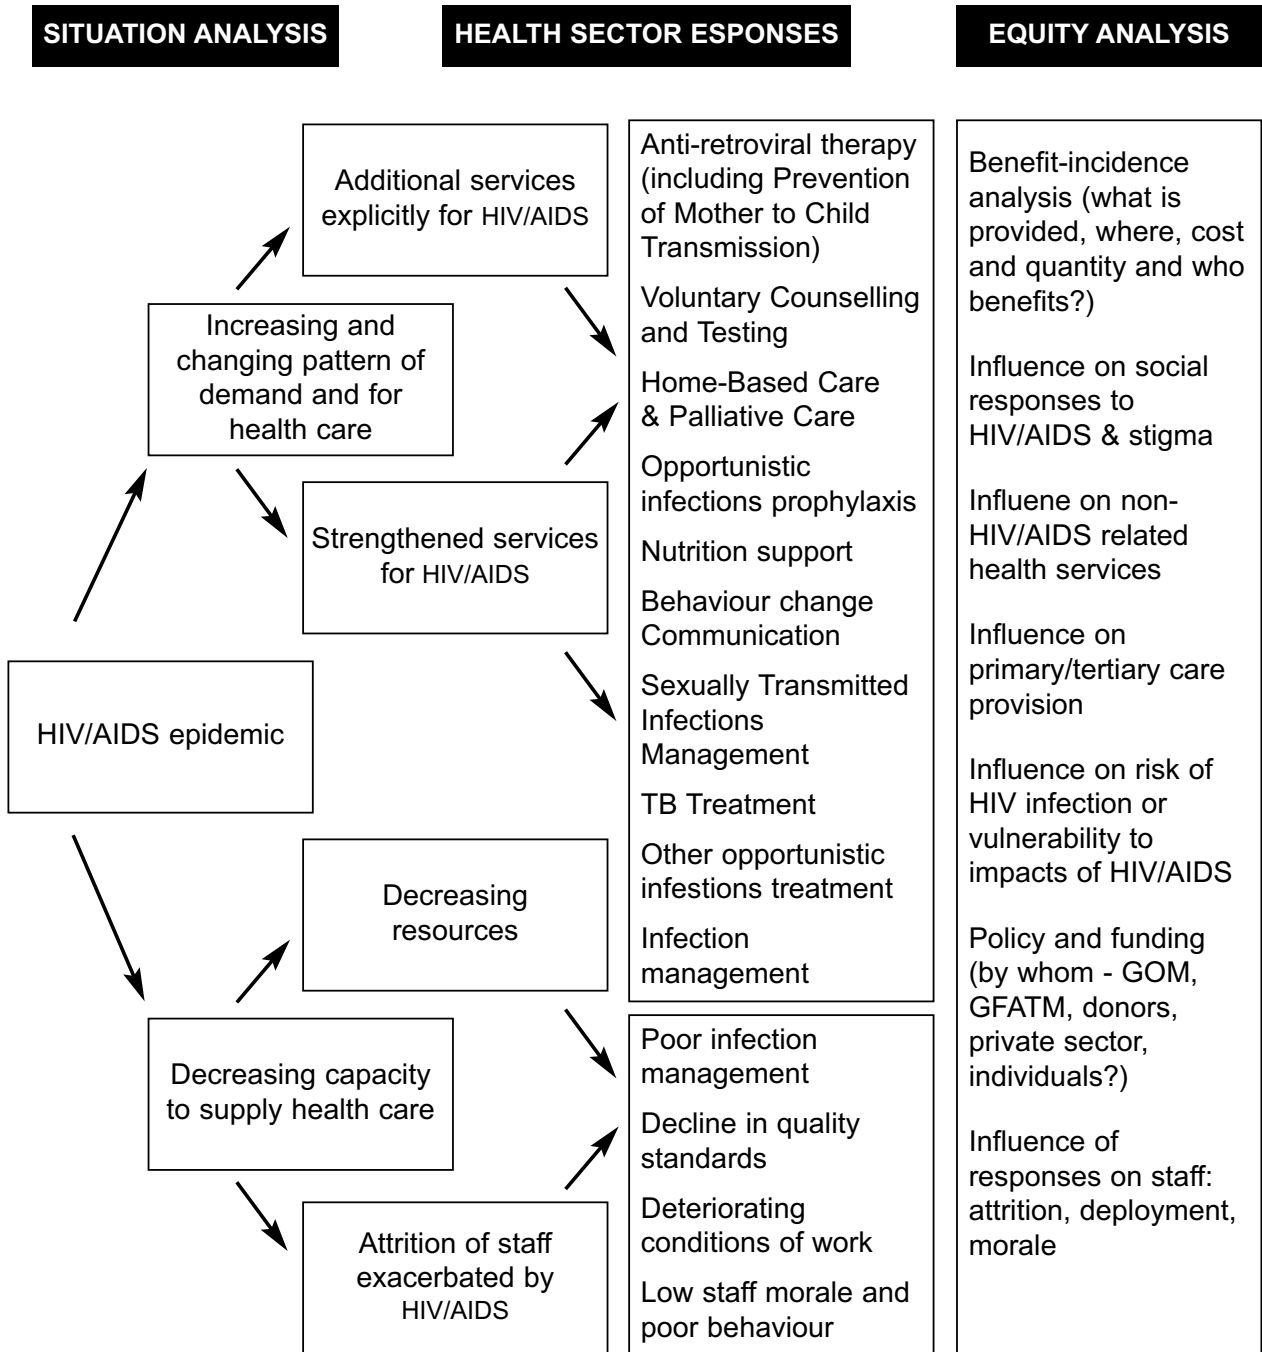 SITUATION ANALYSIS
HEALTH SECTOR ESPONSES
EQUITY ANALYSIS
Additional services
explicitly for HIV/AIDS
Increasing and
changing pattern of
demand and for
health care
Strengthened services
for HIV/AIDS
HIV/AIDS epidemic
Decreasing
resources
Decreasing capacity
to supply health care
Attrition of staff
exacerbated by
HIV/AIDS
Anti-retroviral therapy
(including Prevention
of Mother to Child
Transmission)
Voluntary Counselling
and Testing
Home-Based Care
& Palliative Care
Opportunistic
infections prophylaxis
Nutrition support
Behaviour change
Communication
Sexually Transmitted
Infections
Management
TB Treatment
Other opportunistic
infestions treatment
Infection
management
Poor infection
management
Decline in quality
standards
Deteriorating
conditions of work
Low staff morale and
poor behaviour
Benefit-incidence
analysis (what is
provided, where, cost
and quantity and who
benefits?)
Influence on social
responses to
HIV/AIDS & stigma
Influene on non-
HIV/AIDS related
health services
Influence on
primary/tertiary care
provision
Influence on risk of
HIV infection or
vulnerability to
impacts of HIV/AIDS
Policy and funding
(by whom - GOM,
GFATM, donors,
private sector,
individuals?)
Influence of
responses on staff:
attrition, deployment,
morale